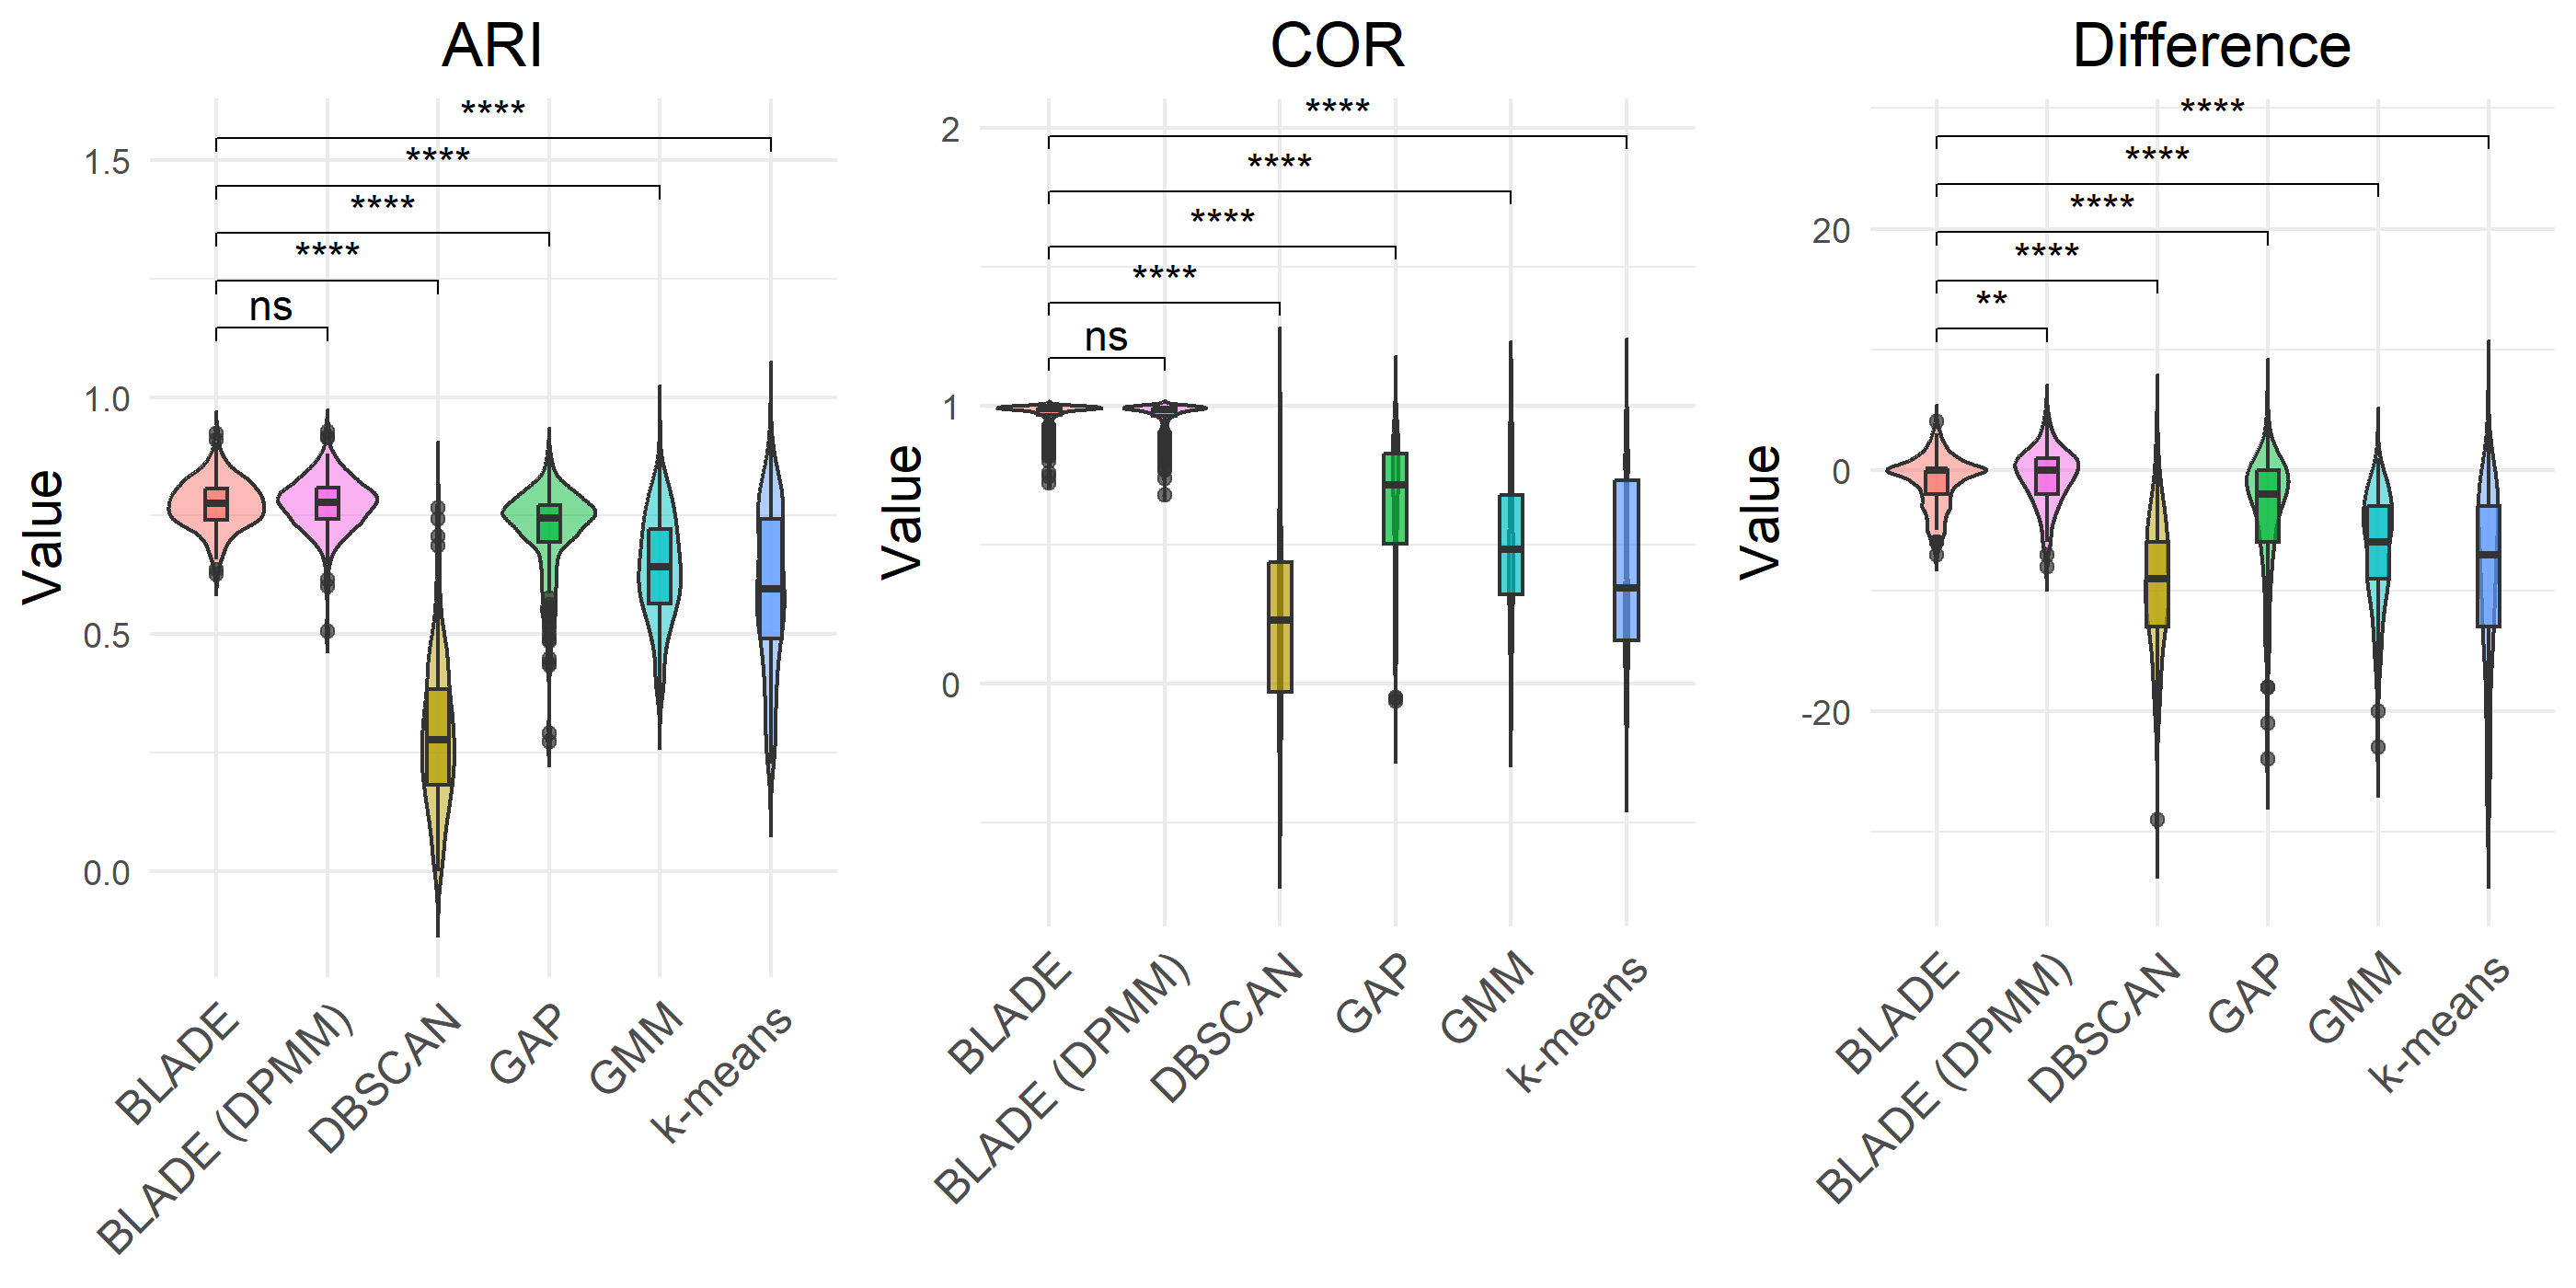 ARI
COR
Difference
Value
1.5
1.0
0.5
0.0
****
****
****
****
ns
BLADE
BLADE (DPMM)
DBSCAN
GAP
GMM
k-means
Value
2
1
0
****
****
****
****
ns
BLADE
BLADE (DPMM)
DBSCAN
GAP
GMM
k-means
Value
20
0
-20
****
****
****
****
**
BLADE
BLADE (DPMM)
DBSCAN
GAP
GMM
k-means